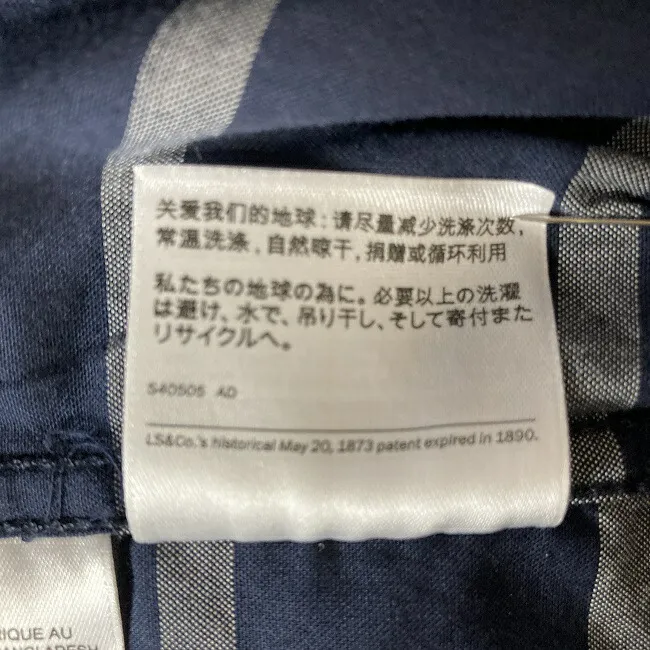 关爱我们的地球：请尽量减少洗涤次数，
常温洗涤，自然晾干，捐赠或循环利用
私たちの地球の為に。必要以上の洗濯
は避け、水で、吊り干し、そして寄付また
リサイクルへ。
S40505 AD
LS&Co.'s historical May 20, 1873 patent expired in 1890.
RIQUE AU
BANGLADESH